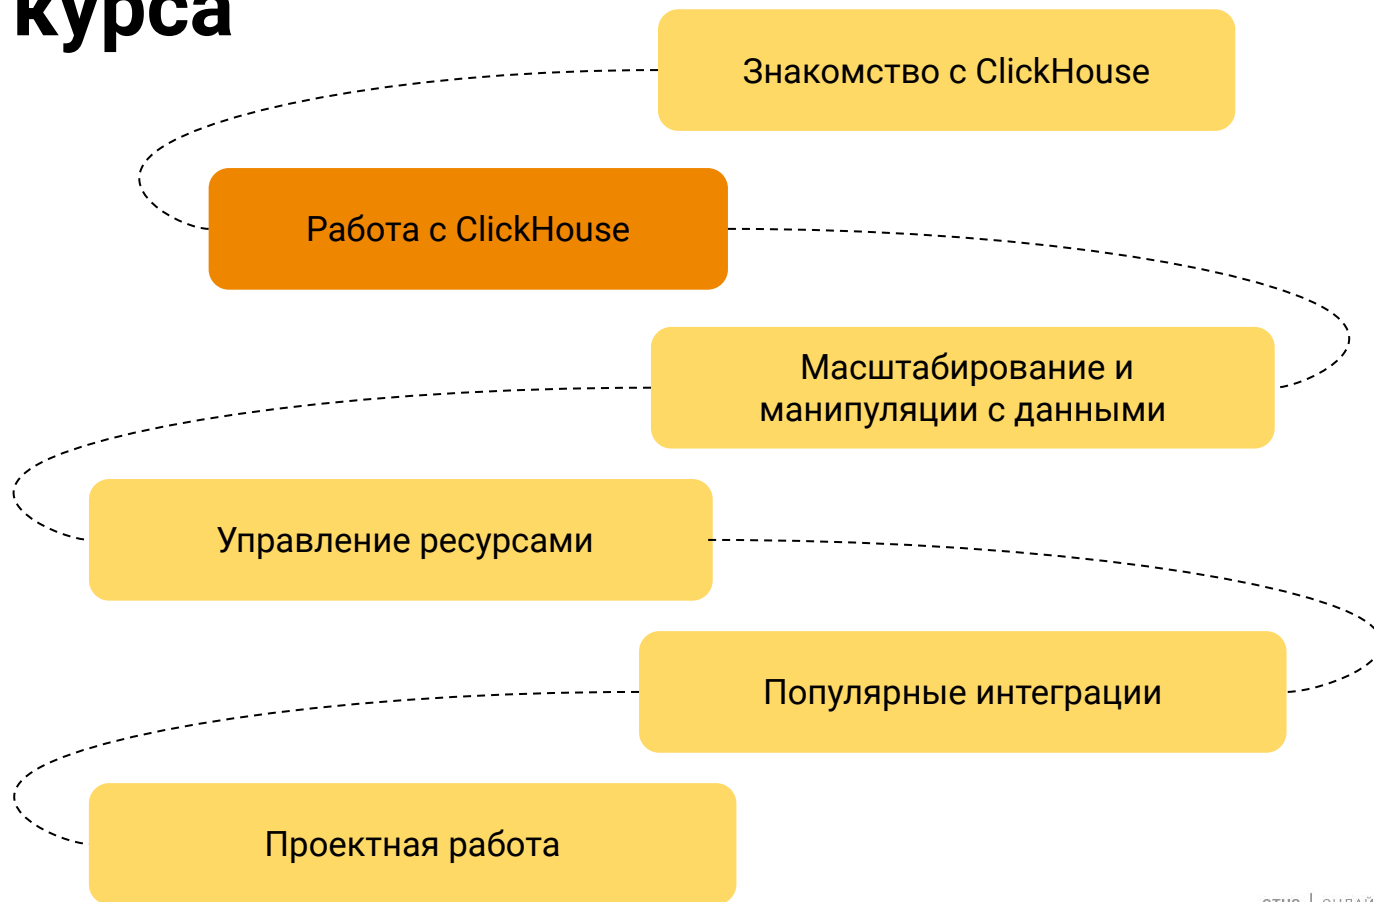 курса
Знакомство с ClickHouse
Работа с ClickHouse
Масштабирование и
манипуляции с данными
Управление ресурсами
Популярные интеграции
Проектная работа